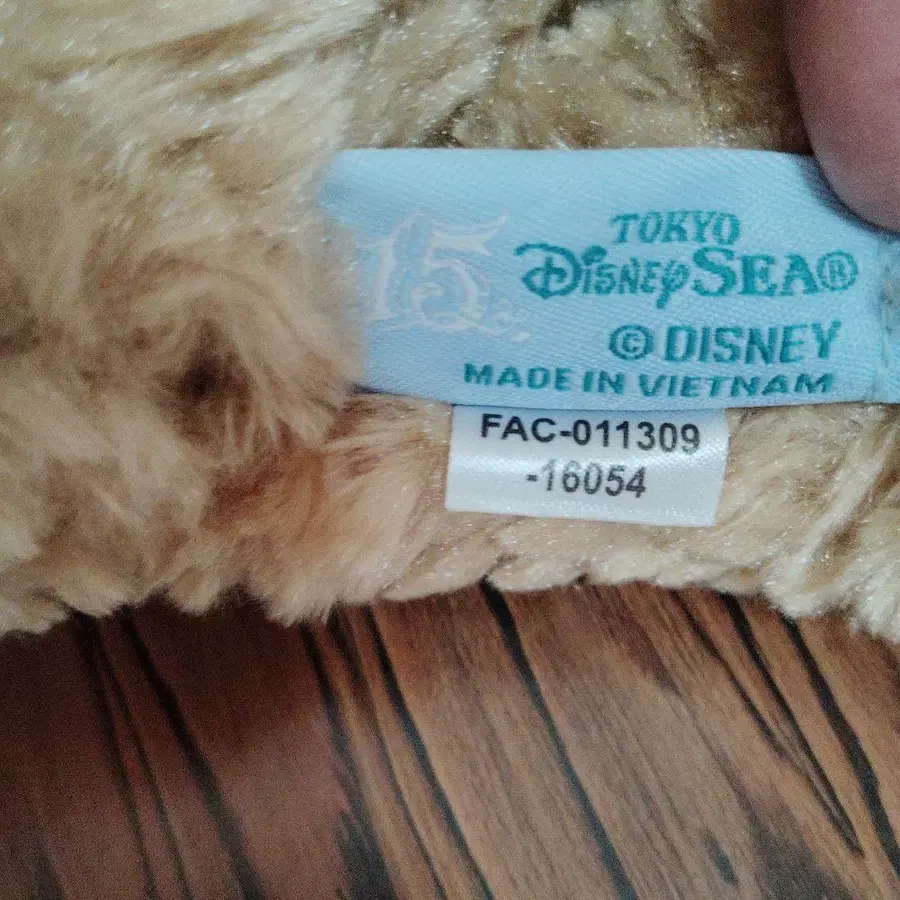 15
TOKYO
DISNEYSEA®
© DISNEY
MADE IN VIETNAM
FAC-011309
-16054